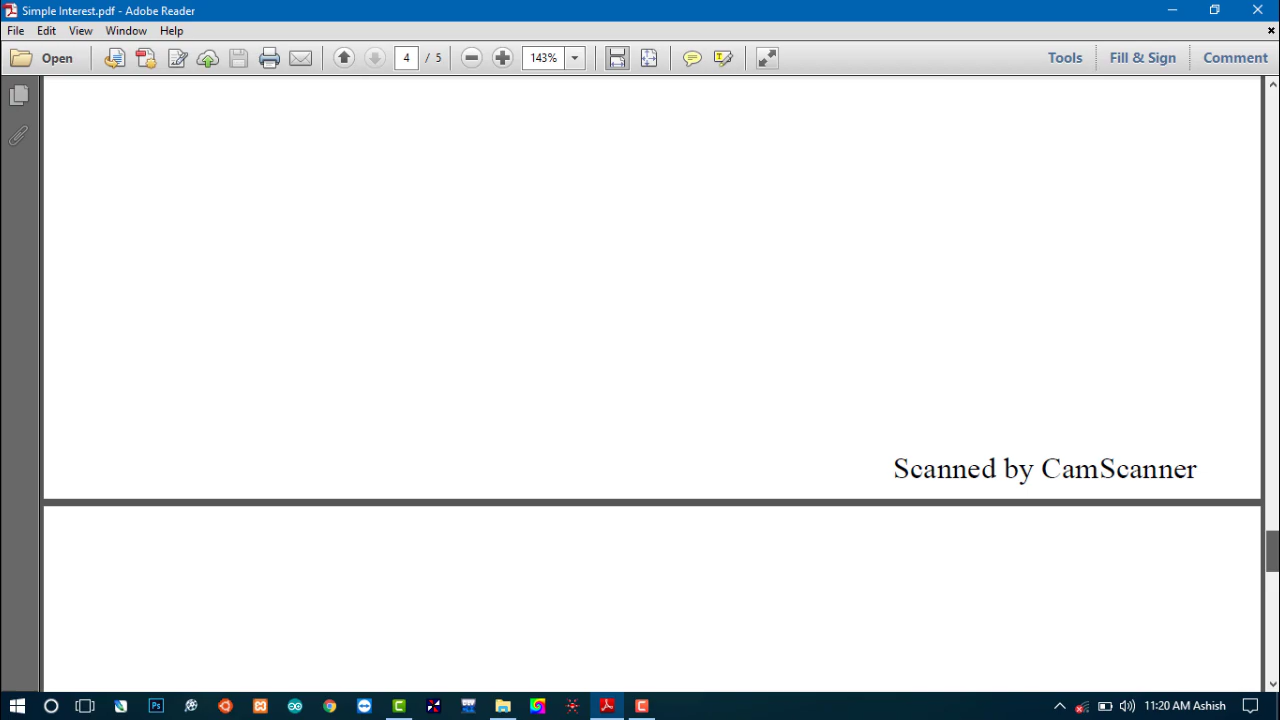 Simple Interest.pdf - Adobe Reader
File Edit View Window Help
Open 4 / 5 143% Tools Fill & Sign Comment
Scanned by CamScanner
11:20 AM Ashish